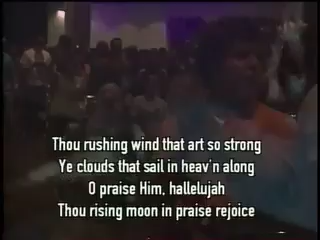 Thou rushing wind that art so strong
Ye clouds that sail in heav'n along
O praise Him, hallelujah
Thou rising moon in praise rejoice